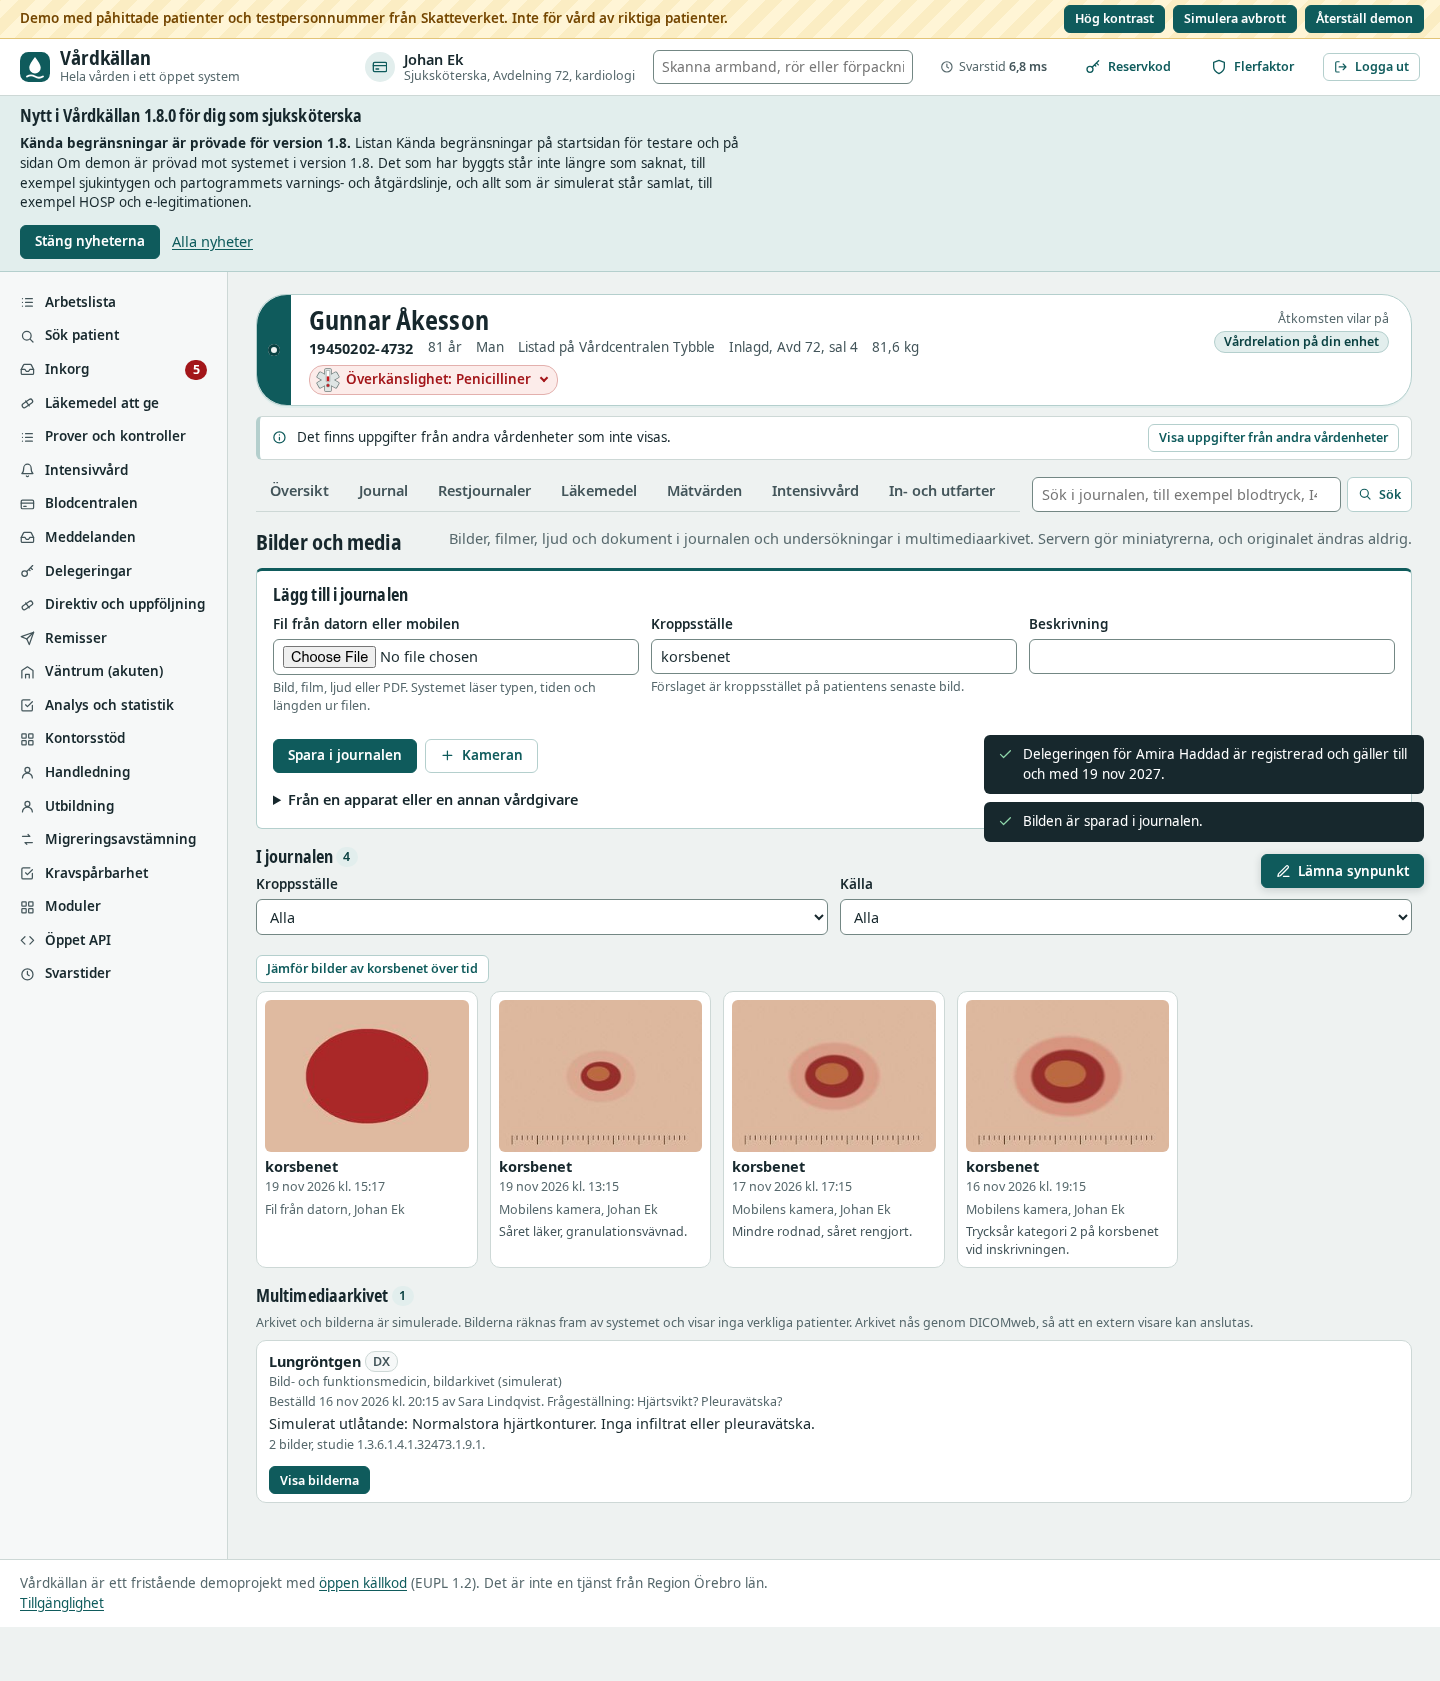 Demo med påhittade patienter och testpersonnummer från Skatteverket. Inte för vård av riktiga patienter.
Hög kontrast
Simulera avbrott
Återställ demon
Vårdkällan
Hela vården i ett öppet system
Johan Ek
Sjuksköterska, Avdelning 72, kardiologi
Skanna armband, rör eller förpackni
Svarstid 6,8 ms
Reservkod
Flerfaktor
Logga ut
Nytt i Vårdkällan 1.8.0 för dig som sjuksköterska
Kända begränsningar är prövade för version 1.8. Listan Kända begränsningar på startsidan för testare och på
sidan Om demon är prövad mot systemet i version 1.8. Det som har byggts står inte längre som saknat, till
exempel sjukintygen och partogrammets varnings- och åtgärdslinje, och allt som är simulerat står samlat, till
exempel HOSP och e-legitimationen.
Stäng nyheterna
Alla nyheter
Arbetslista
Sök patient
Inkorg 5
Läkemedel att ge
Prover och kontroller
Intensivvård
Blodcentralen
Meddelanden
Delegeringar
Direktiv och uppföljning
Remisser
Väntrum (akuten)
Analys och statistik
Kontorsstöd
Handledning
Utbildning
Migreringsavstämning
Kravspårbarhet
Moduler
Öppet API
Svarstider
Gunnar Åkesson
19450202-4732 81 år Man Listad på Vårdcentralen Tybble Inlagd, Avd 72, sal 4 81,6 kg
Överkänslighet: Penicilliner
Åtkomsten vilar på
Vårdrelation på din enhet
Det finns uppgifter från andra vårdenheter som inte visas.
Visa uppgifter från andra vårdenheter
Översikt
Journal
Restjournaler
Läkemedel
Mätvärden
Intensivvård
In- och utfarter
Sök i journalen, till exempel blodtryck, I4
Sök
Bilder och media
Bilder, filmer, ljud och dokument i journalen och undersökningar i multimediaarkivet. Servern gör miniatyrerna, och originalet ändras aldrig.
Lägg till i journalen
Fil från datorn eller mobilen
Choose File No file chosen
Bild, film, ljud eller PDF. Systemet läser typen, tiden och
längden ur filen.
Kroppsställe
korsbenet
Förslaget är kroppsstället på patientens senaste bild.
Beskrivning
Spara i journalen
Kameran
Från en apparat eller en annan vårdgivare
Delegeringen för Amira Haddad är registrerad och gäller till
och med 19 nov 2027.
Bilden är sparad i journalen.
Lämna synpunkt
I journalen 4
Kroppsställe
Alla
Källa
Alla
Jämför bilder av korsbenet över tid
korsbenet
19 nov 2026 kl. 15:17
Fil från datorn, Johan Ek
korsbenet
19 nov 2026 kl. 13:15
Mobilens kamera, Johan Ek
Såret läker, granulationsvävnad.
korsbenet
17 nov 2026 kl. 17:15
Mobilens kamera, Johan Ek
Mindre rodnad, såret rengjort.
korsbenet
16 nov 2026 kl. 19:15
Mobilens kamera, Johan Ek
Trycksår kategori 2 på korsbenet
vid inskrivningen.
Multimediaarkivet 1
Arkivet och bilderna är simulerade. Bilderna räknas fram av systemet och visar inga verkliga patienter. Arkivet nås genom DICOMweb, så att en extern visare kan anslutas.
Lungröntgen DX
Bild- och funktionsmedicin, bildarkivet (simulerat)
Beställd 16 nov 2026 kl. 20:15 av Sara Lindqvist. Frågeställning: Hjärtsvikt? Pleuravätska?
Simulerat utlåtande: Normalstora hjärtkonturer. Inga infiltrat eller pleuravätska.
2 bilder, studie 1.3.6.1.4.1.32473.1.9.1.
Visa bilderna
Vårdkällan är ett fristående demoprojekt med öppen källkod (EUPL 1.2). Det är inte en tjänst från Region Örebro län.
Tillgänglighet